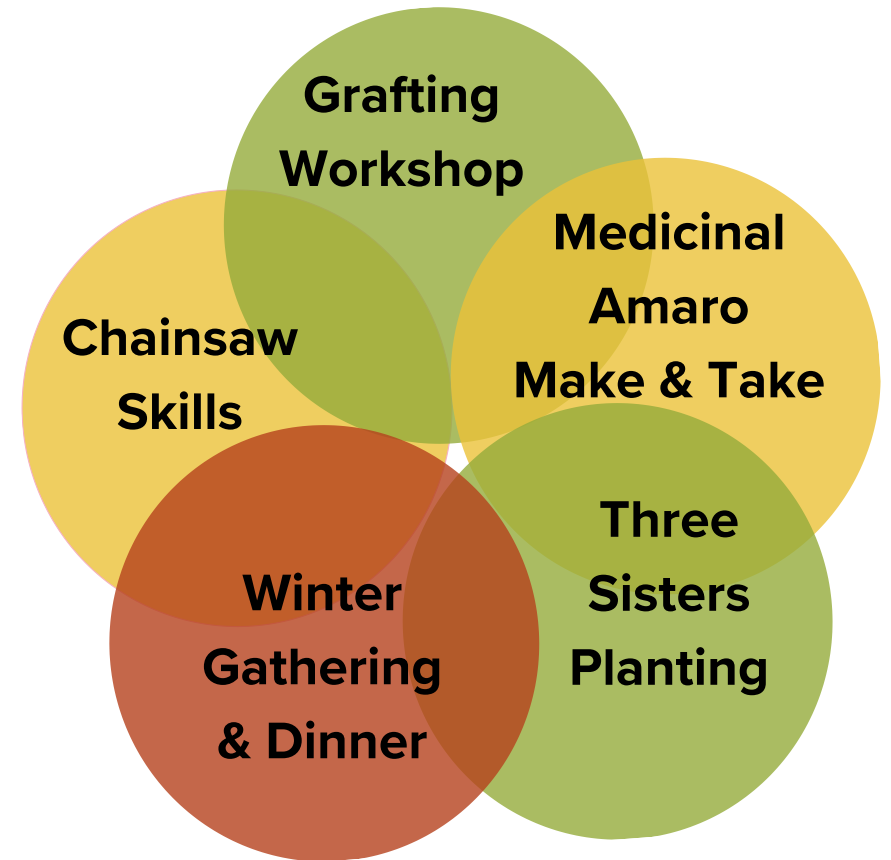 Grafting
Workshop
Medicinal
Amaro
Make & Take
Chainsaw
Skills
Three
Sisters
Planting
Winter
Gathering
& Dinner